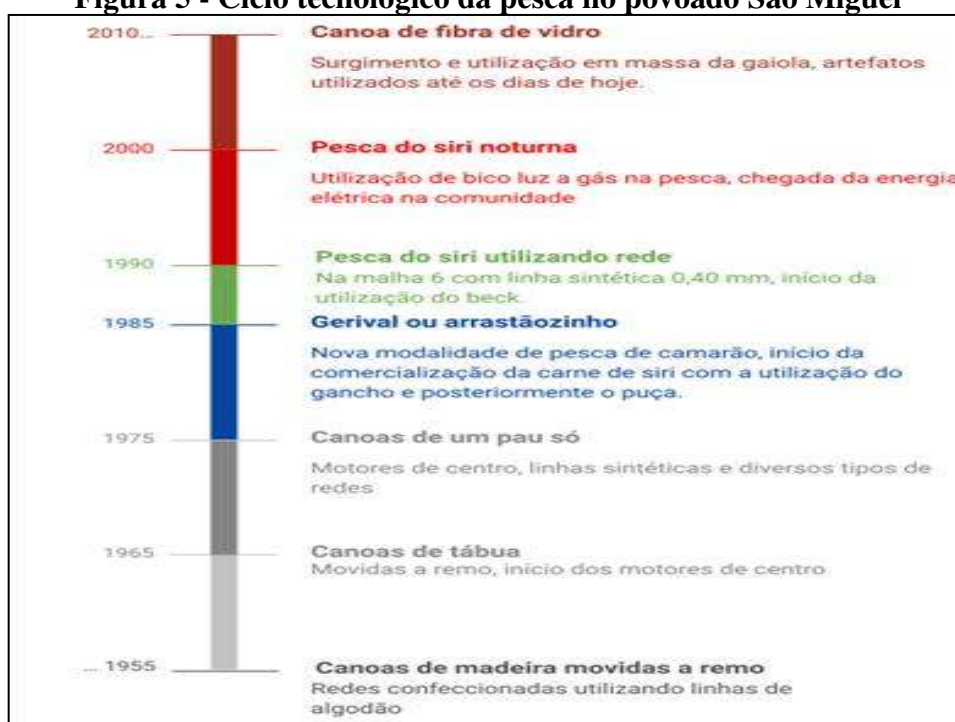 Figura 5 - Ciclo tecnológico da pesca no povoado São Miguel
2010... Canoa de fibra de vidro
Surgimento e utilização em massa da gaiola, artefatos
utilizados até os dias de hoje.
2000 Pesca do siri noturna
Utilização de bico luz a gás na pesca, chegada da energia
elétrica na comunidade
1990 Pesca do siri utilizando rede
Na malha 6 com linha sintética 0,40 mm, início da
utilização do beck.
1985 Gerival ou arrastãozinho
Nova modalidade de pesca de camarão, início da
comercialização da carne de siri com a utilização do
gancho e posteriormente o puça.
1975 Canoas de um pau só
Motores de centro, linhas sintéticas e diversos tipos de
redes
1965 Canoas de tábua
Movidas a remo, início dos motores de centro
... 1955 Canoas de madeira movidas a remo
Redes confeccionadas utilizando linhas de
algodão